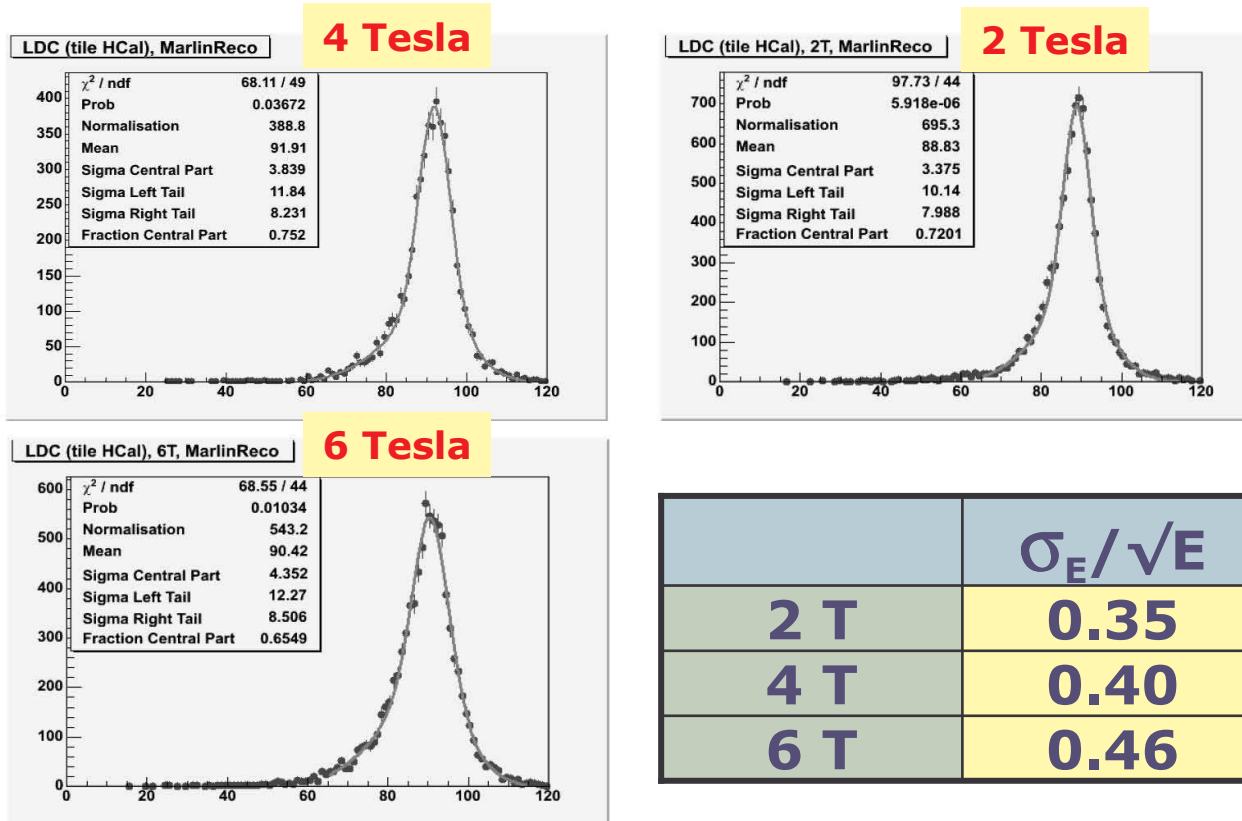 4 Tesla
LDC (tile HCal), MarlinReco
χ² / ndf 68.11 / 49
Prob 0.03672
Normalisation 388.8
Mean 91.91
Sigma Central Part 3.839
Sigma Left Tail 11.84
Sigma Right Tail 8.231
Fraction Central Part 0.752
400
350
300
250
200
150
100
50
0
0 20 40 60 80 100 120
2 Tesla
LDC (tile HCal), 2T, MarlinReco
χ² / ndf 97.73 / 44
Prob 5.918e-06
Normalisation 695.3
Mean 88.83
Sigma Central Part 3.375
Sigma Left Tail 10.14
Sigma Right Tail 7.988
Fraction Central Part 0.7201
700
600
500
400
300
200
100
0
0 20 40 60 80 100 120
6 Tesla
LDC (tile HCal), 6T, MarlinReco
χ² / ndf 68.55 / 44
Prob 0.01034
Normalisation 543.2
Mean 90.42
Sigma Central Part 4.352
Sigma Left Tail 12.27
Sigma Right Tail 8.506
Fraction Central Part 0.6549
600
500
400
300
200
100
0
0 20 40 60 80 100 120
σE/√E
2 T 0.35
4 T 0.40
6 T 0.46